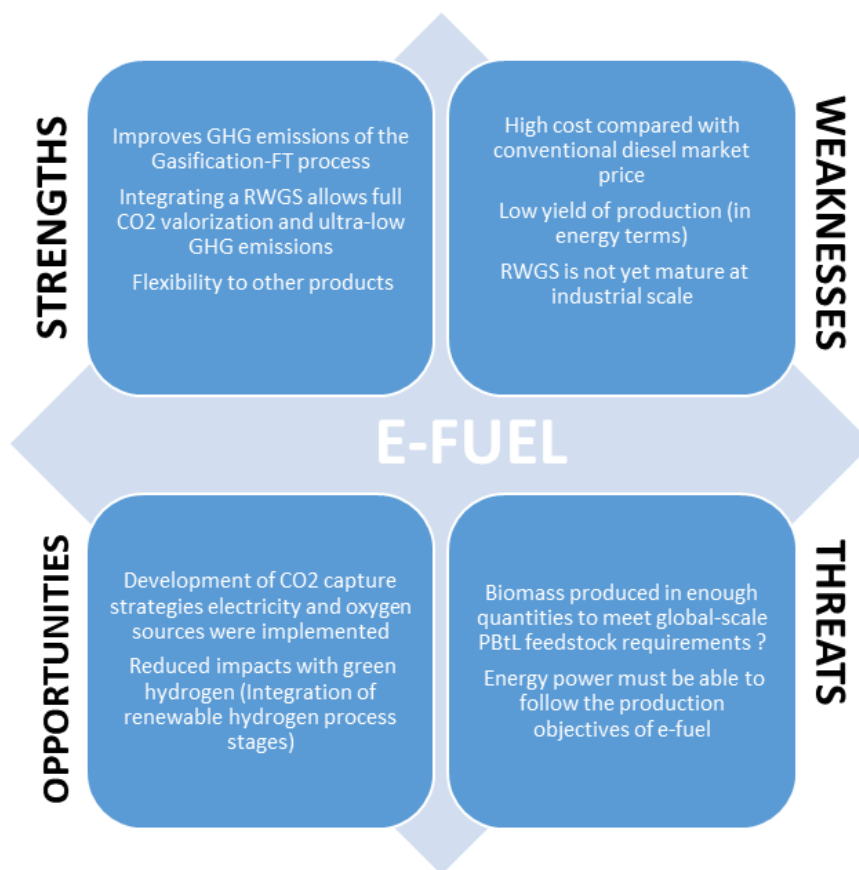 STRENGTHS
Improves GHG emissions of the
Gasification-FT process
Integrating a RWGS allows full
CO2 valorization and ultra-low
GHG emissions
Flexibility to other products
WEAKNESSES
High cost compared with
conventional diesel market
price
Low yield of production (in
energy terms)
RWGS is not yet mature at
industrial scale
E-FUEL
OPPORTUNITIES
Development of CO2 capture
strategies electricity and oxygen
sources were implemented
Reduced impacts with green
hydrogen (Integration of
renewable hydrogen process
stages)
THREATS
Biomass produced in enough
quantities to meet global-scale
PBtL feedstock requirements ?
Energy power must be able to
follow the production
objectives of e-fuel